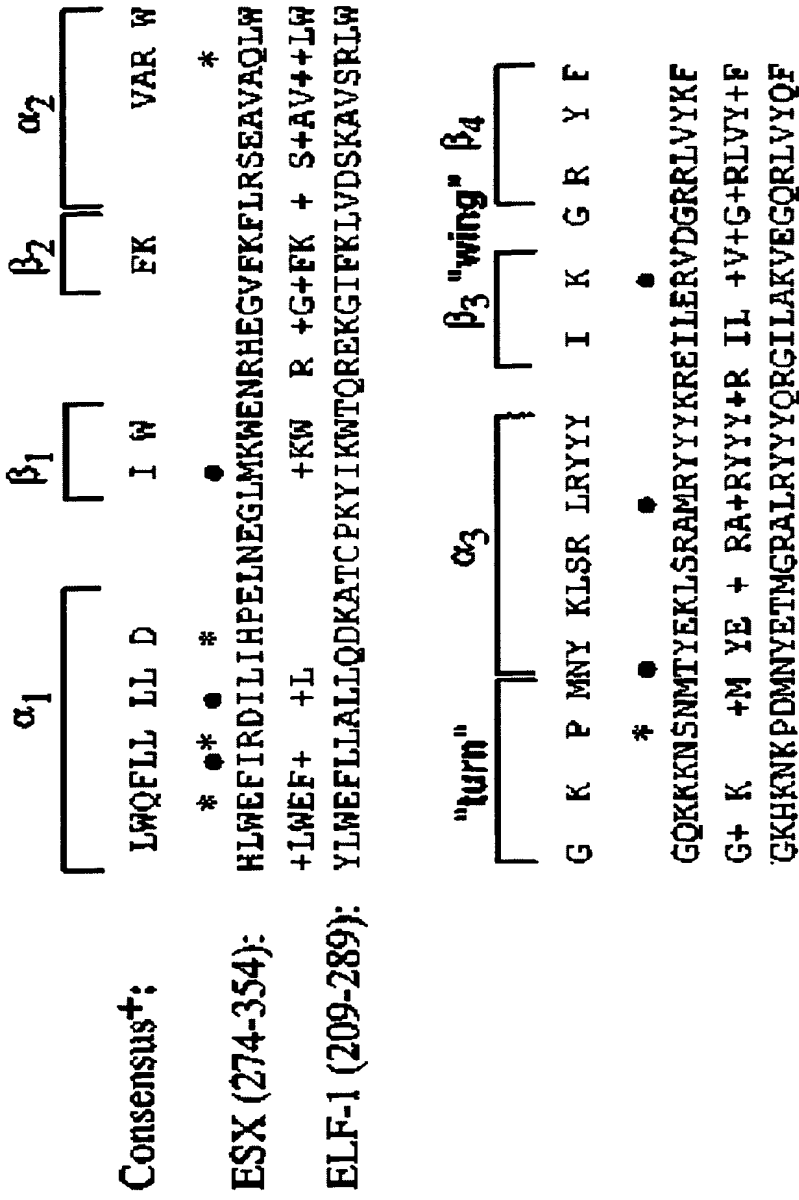 α1 β1 β2 α2
Consensus+: LWQFLL LL D I W FK VAR W
* ●* ● * ● *
ESX (274-354): HLWEFIRDILIHPELNEGLMKWENRHEGVFKFLRSEAVAQLW
+LWEF+ +L +KW R +G+FK + S+AV++LW
ELF-1 (209-289): YLWEFLLALLQDKATCPKYIKWTQREKGIFKLVDSKAVSRLW
"turn" α3 β3 "wing" β4
G K P MNY KLSR LRYYY I K G R Y F
* ● ● ●
GQKKKNSNMTYEKLSRAMRYYYKREILERVDGRRLVYKF
G+ K +M YE + RA+RYYY+R IL +V+G+RLVY+F
GKHKNKPDMNYETMGRALRYYYQRGILAKVEGQRLVYQF